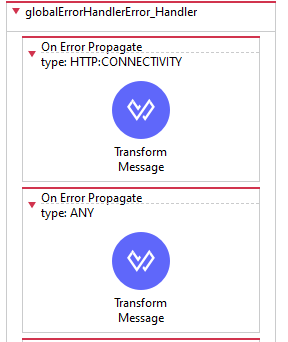 globalErrorHandlerError_Handler
On Error Propagate
type: HTTP:CONNECTIVITY
Transform
Message
On Error Propagate
type: ANY
Transform
Message